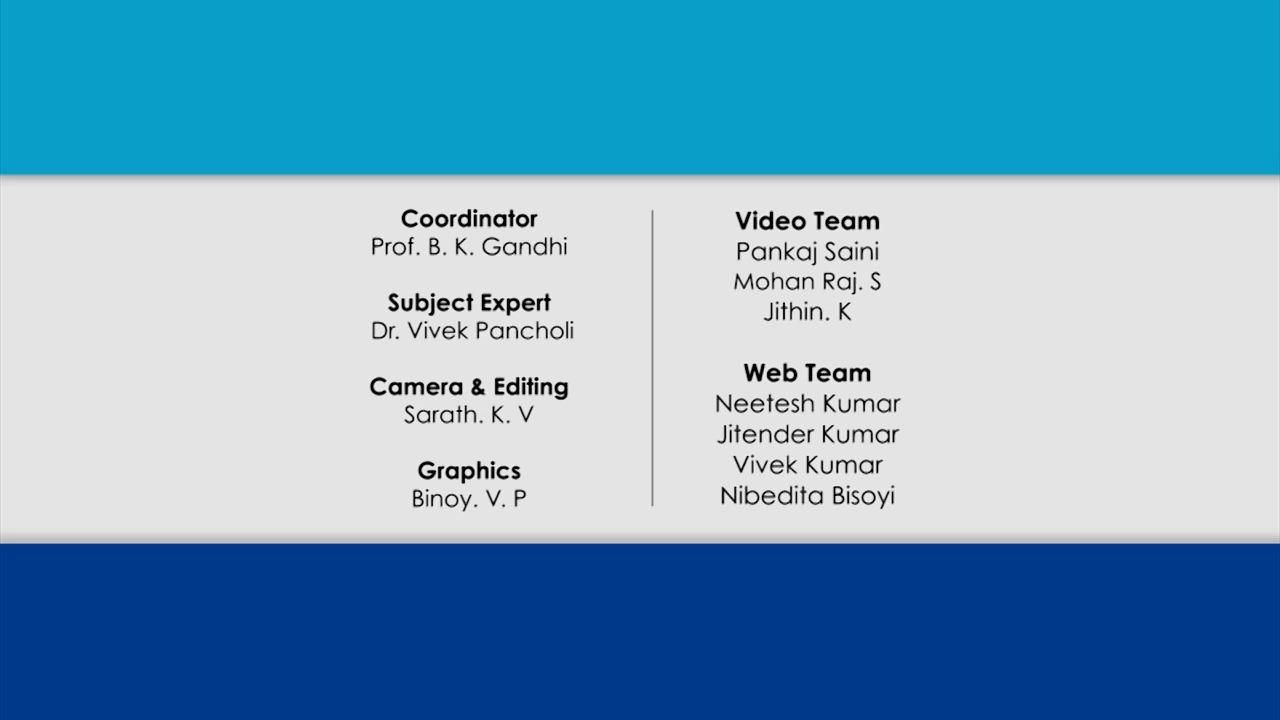 Coordinator
Prof. B. K. Gandhi
Subject Expert
Dr. Vivek Pancholi
Camera & Editing
Sarath. K. V
Graphics
Binoy. V. P
Video Team
Pankaj Saini
Mohan Raj. S
Jithin. K
Web Team
Neetesh Kumar
Jitender Kumar
Vivek Kumar
Nibedita Bisoyi